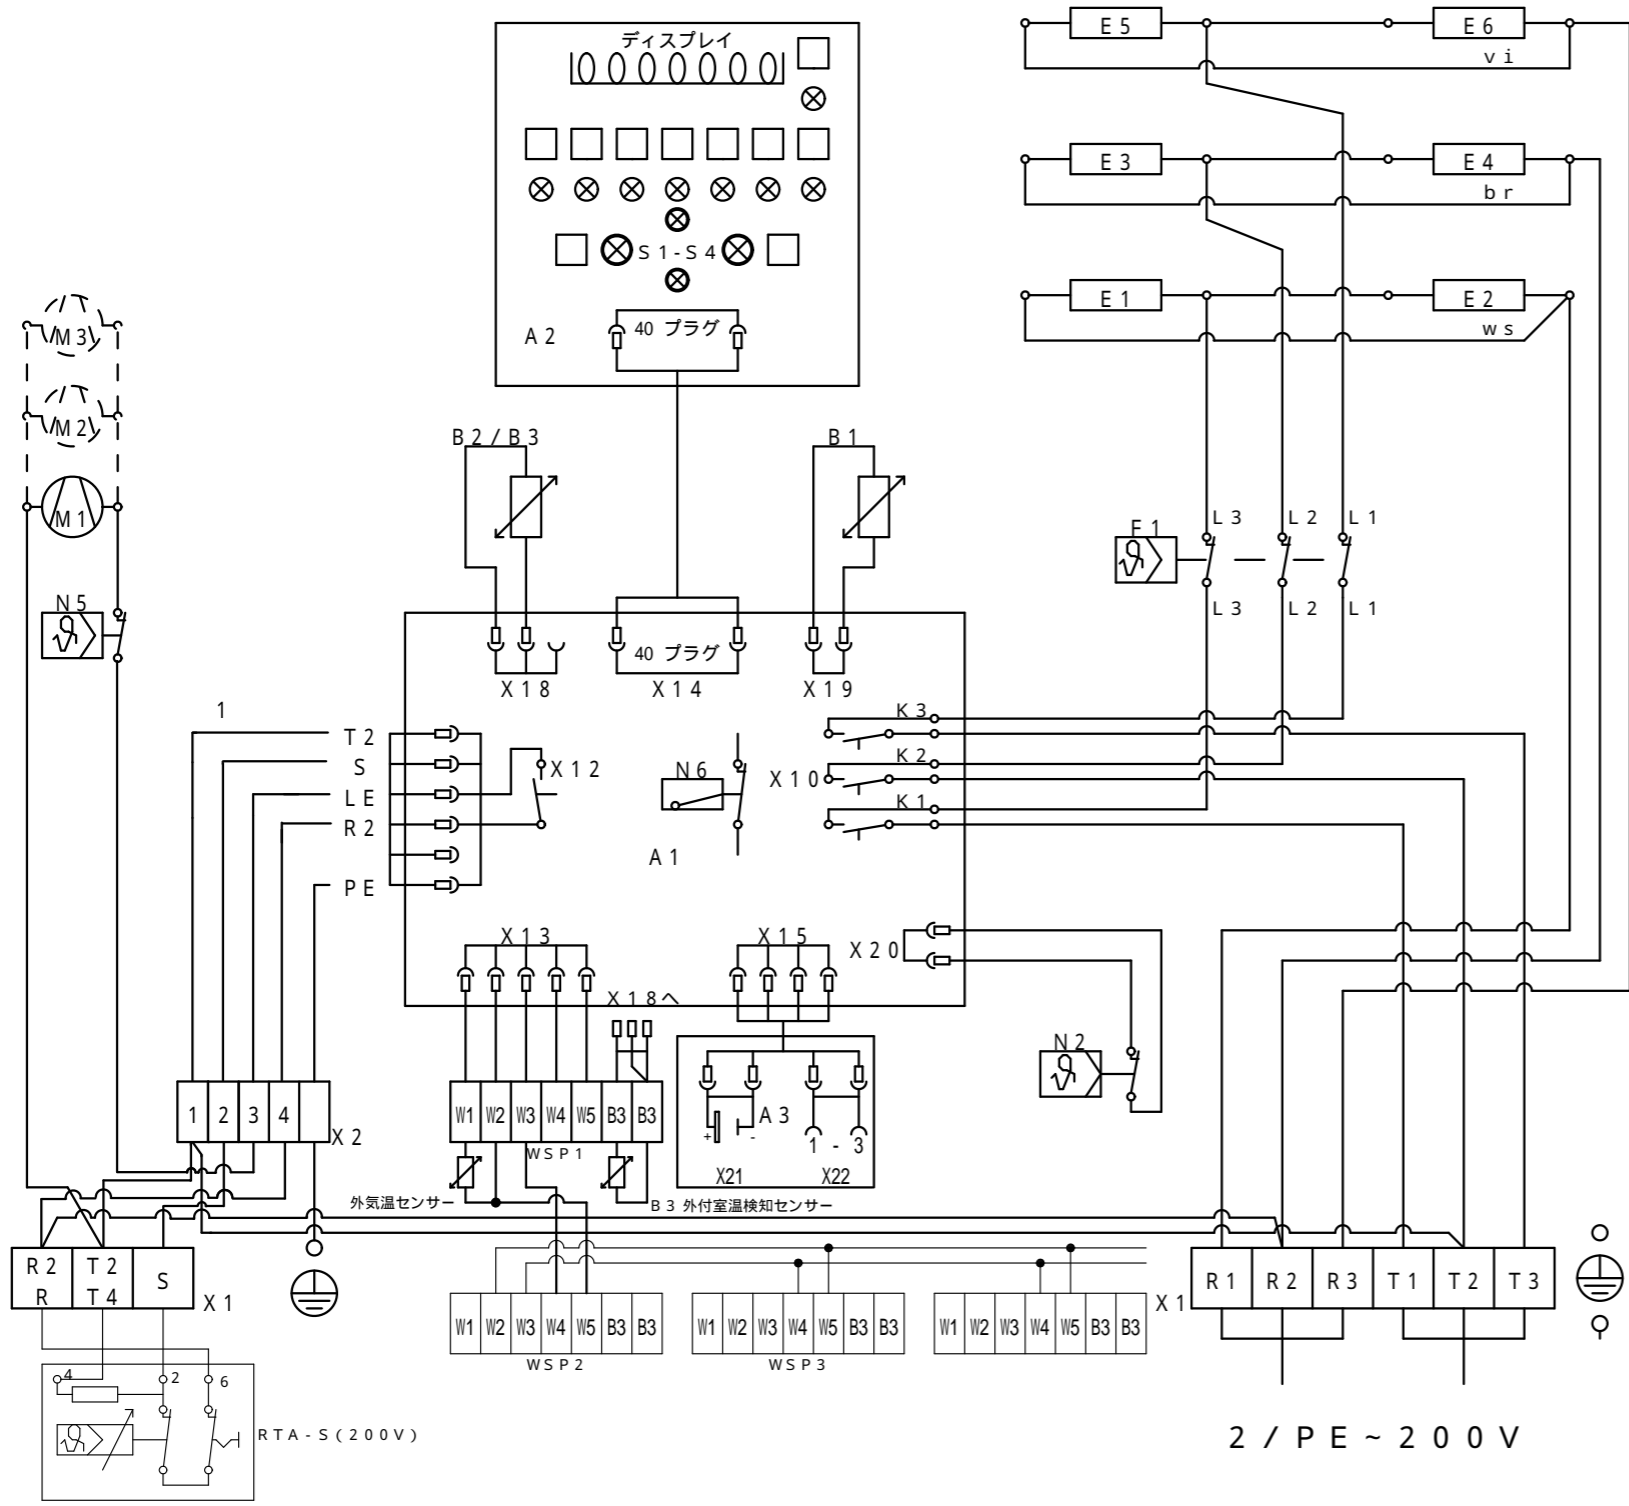 ディスプレイ
S1-S4
A2
40 プラグ
E5
E6
vi
E3
E4
br
E1
E2
ws
M3
M2
M1
N5
B2/B3
B1
F1
L3
L2
L1
L3
L2
L1
X18
40 プラグ
X14
X19
1
T2
S
LE
R2
PE
X12
N6
A1
K3
K2
X10
K1
X13
X15
X20
X18へ
N2
1
2
3
4
X2
W1
W2
W3
W4
W5
B3
B3
WSP1
A3
+
-
1 - 3
X21
X22
外気温センサー
B3 外付室温検知センサー
R2
R
T2
T4
S
X1
W1
W2
W3
W4
W5
B3
B3
WSP2
W1
W2
W3
W4
W5
B3
B3
WSP3
W1
W2
W3
W4
W5
B3
B3
X1
R1
R2
R3
T1
T2
T3
4
2
6
RTA-S(200V)
2/PE~200V